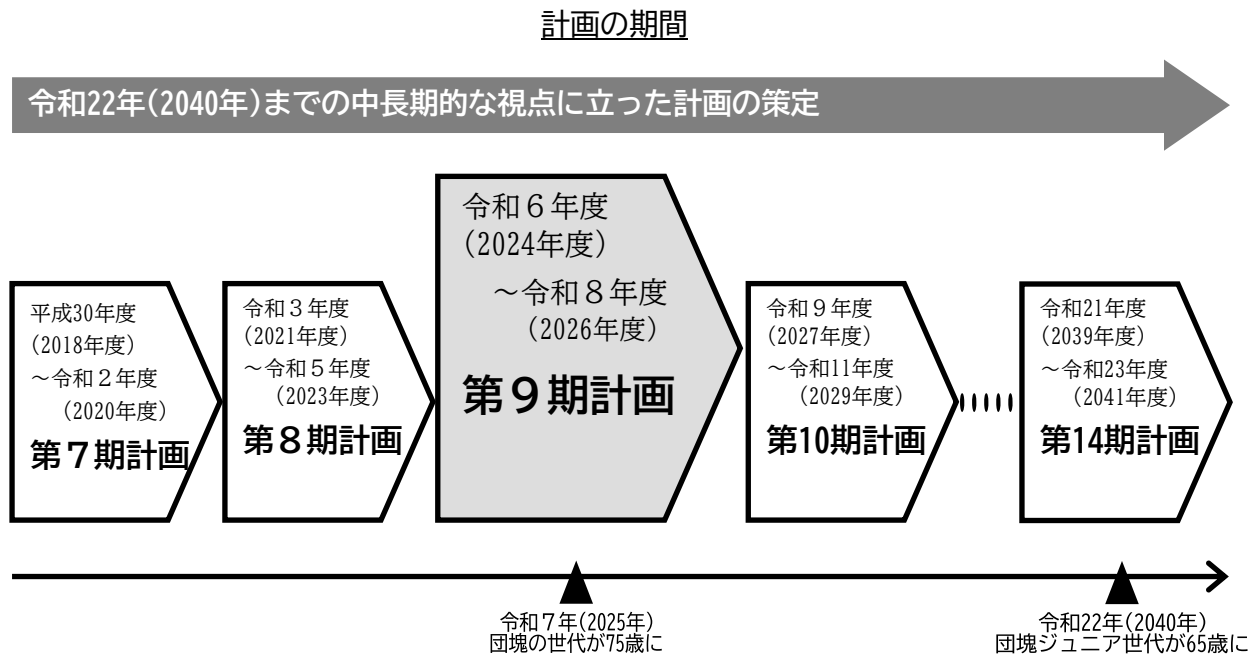 計画の期間
令和22年(2040年)までの中長期的な視点に立った計画の策定
平成30年度
(2018年度)
～令和２年度
(2020年度)
第７期計画
令和３年度
(2021年度)
～令和５年度
(2023年度)
第８期計画
令和６年度
(2024年度)
～令和８年度
(2026年度)
第９期計画
令和９年度
(2027年度)
～令和11年度
(2029年度)
第10期計画
令和21年度
(2039年度)
～令和23年度
(2041年度)
第14期計画
令和７年(2025年)
団塊の世代が75歳に
令和22年(2040年)
団塊ジュニア世代が65歳に